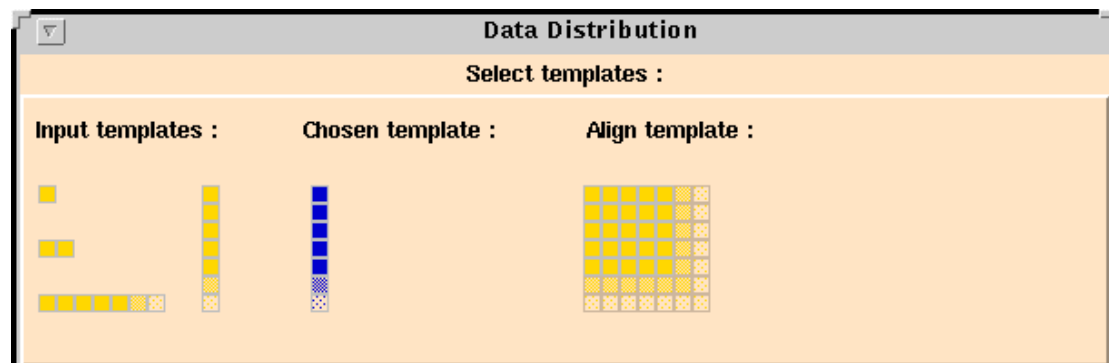 Data Distribution
Select templates :
Input templates :
Chosen template :
Align template :